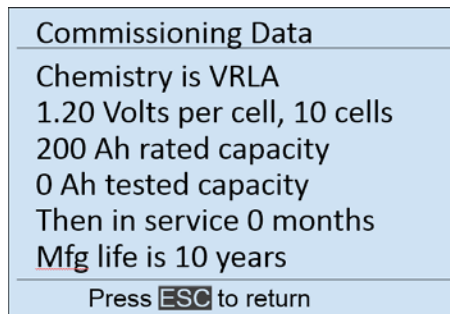 Commissioning Data
Chemistry is VRLA
1.20 Volts per cell, 10 cells
200 Ah rated capacity
0 Ah tested capacity
Then in service 0 months
Mfg life is 10 years
Press ESC to return